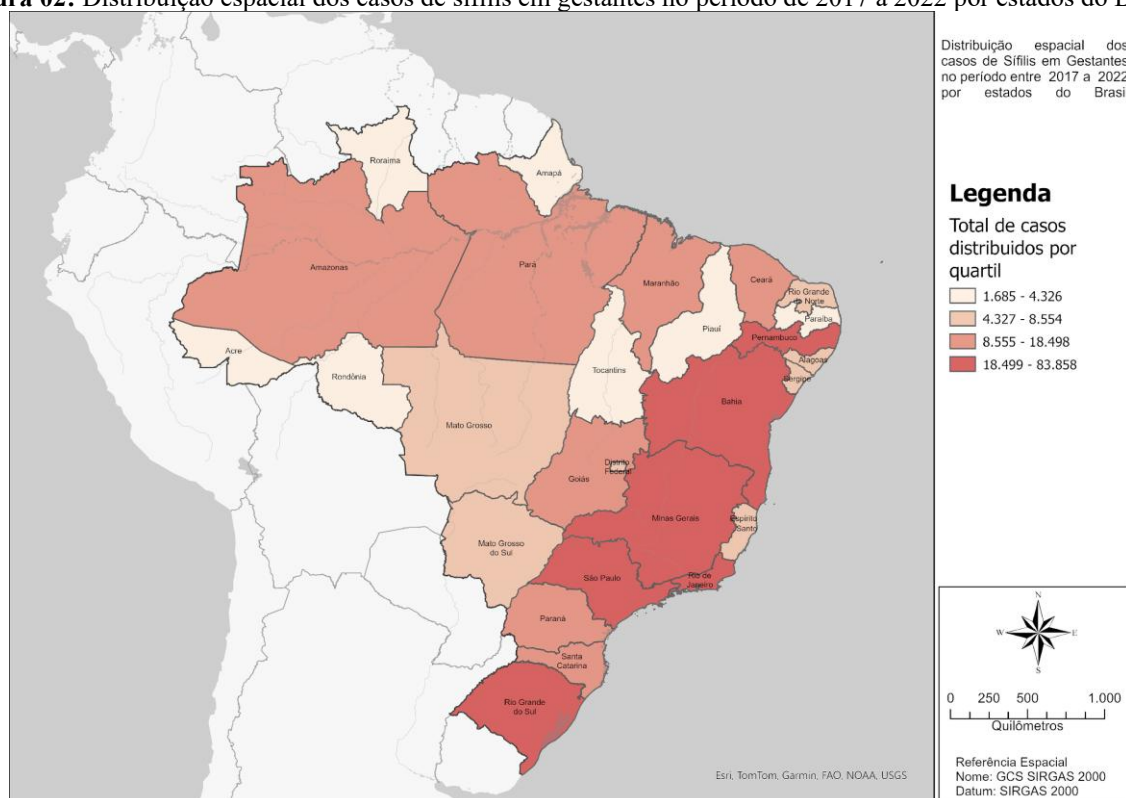 ura 02: Distribuição espacial dos casos de sífilis em gestantes no período de 2017 a 2022 por estados do B
Distribuição espacial dos
casos de Sífilis em Gestantes
no período entre 2017 a 2022
por estados do Brasil
Legenda
Total de casos
distribuidos por
quartil
1.685 - 4.326
4.327 - 8.554
8.555 - 18.498
18.499 - 83.858
Roraima
Amapá
Amazonas
Pará
Maranhão
Ceará
Rio Grande
do Norte
Paraíba
Piauí
Pernambuco
Acre
Alagoas
Rondônia
Tocantins
Sergipe
Bahia
Mato Grosso
Distrito
Federal
Goiás
Minas Gerais
Espírito
Santo
Mato Grosso
do Sul
São Paulo
Rio de
Janeiro
Paraná
Santa
Catarina
Rio Grande
do Sul
N
W
E
S
0 250 500 1.000
Quilômetros
Referência Espacial
Nome: GCS SIRGAS 2000
Datum: SIRGAS 2000
Esri, TomTom, Garmin, FAO, NOAA, USGS